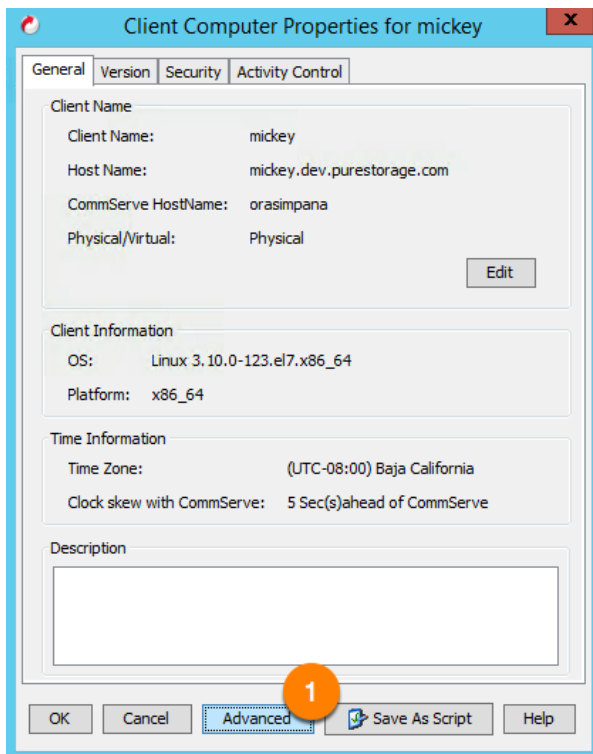 Client Computer Properties for mickey
x
General Version Security Activity Control
Client Name
Client Name: mickey
Host Name: mickey.dev.purestorage.com
CommServe HostName: orasimpana
Physical/Virtual: Physical
Edit
Client Information
OS: Linux 3.10.0-123.el7.x86_64
Platform: x86_64
Time Information
Time Zone: (UTC-08:00) Baja California
Clock skew with CommServe: 5 Sec(s)ahead of CommServe
Description
1
OK Cancel Advanced Save As Script Help